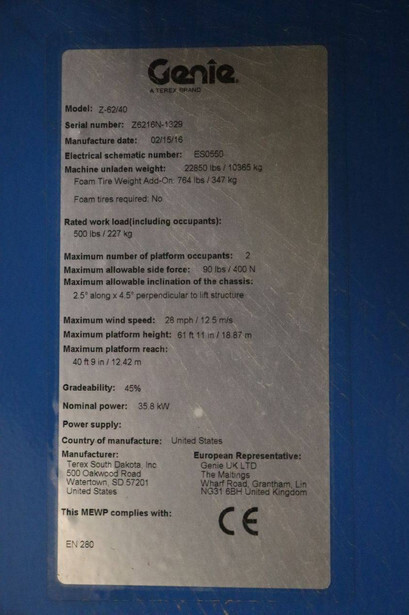 Genie
A TEREX BRAND
Model: Z-62/40
Serial number: Z6216N-1329
Manufacture date: 02/15/16
Electrical schematic number: ES0550
Machine unladen weight: 22850 lbs / 10365 kg
Foam Tire Weight Add-On: 764 lbs / 347 kg
Foam tires required: No
Rated work load(including occupants):
500 lbs / 227 kg
Maximum number of platform occupants: 2
Maximum allowable side force: 90 lbs / 400 N
Maximum allowable inclination of the chassis:
2.5° along x 4.5° perpendicular to lift structure
Maximum wind speed: 28 mph / 12.5 m/s
Maximum platform height: 61 ft 11 in / 18.87 m
Maximum platform reach:
40 ft 9 in / 12.42 m
Gradeability: 45%
Nominal power: 35.8 kW
Power supply:
Country of manufacture: United States
Manufacturer:
Terex South Dakota, Inc
500 Oakwood Road
Watertown, SD 57201
United States
European Representative:
Genie UK LTD
The Maltings
Wharf Road, Grantham, Lin
NG31 6BH United Kingdom
This MEWP complies with:
CE
EN 280